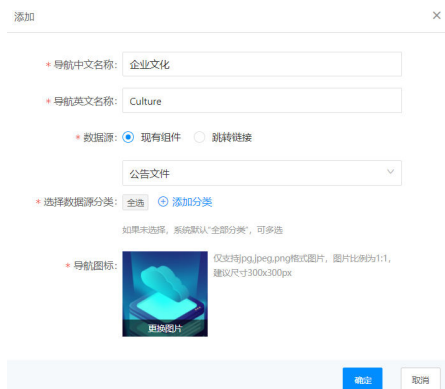 添加
* 导航中文名称: 企业文化
* 导航英文名称: Culture
* 数据源: 现有组件 跳转链接
公告文件
* 选择数据源分类: 全选 添加分类
如果未选择，系统默认"全部分类"，可多选
* 导航图标: 仅支持jpg,jpeg,png格式图片，图片比例为1:1，
建议尺寸300x300px
更换图片
确定 取消